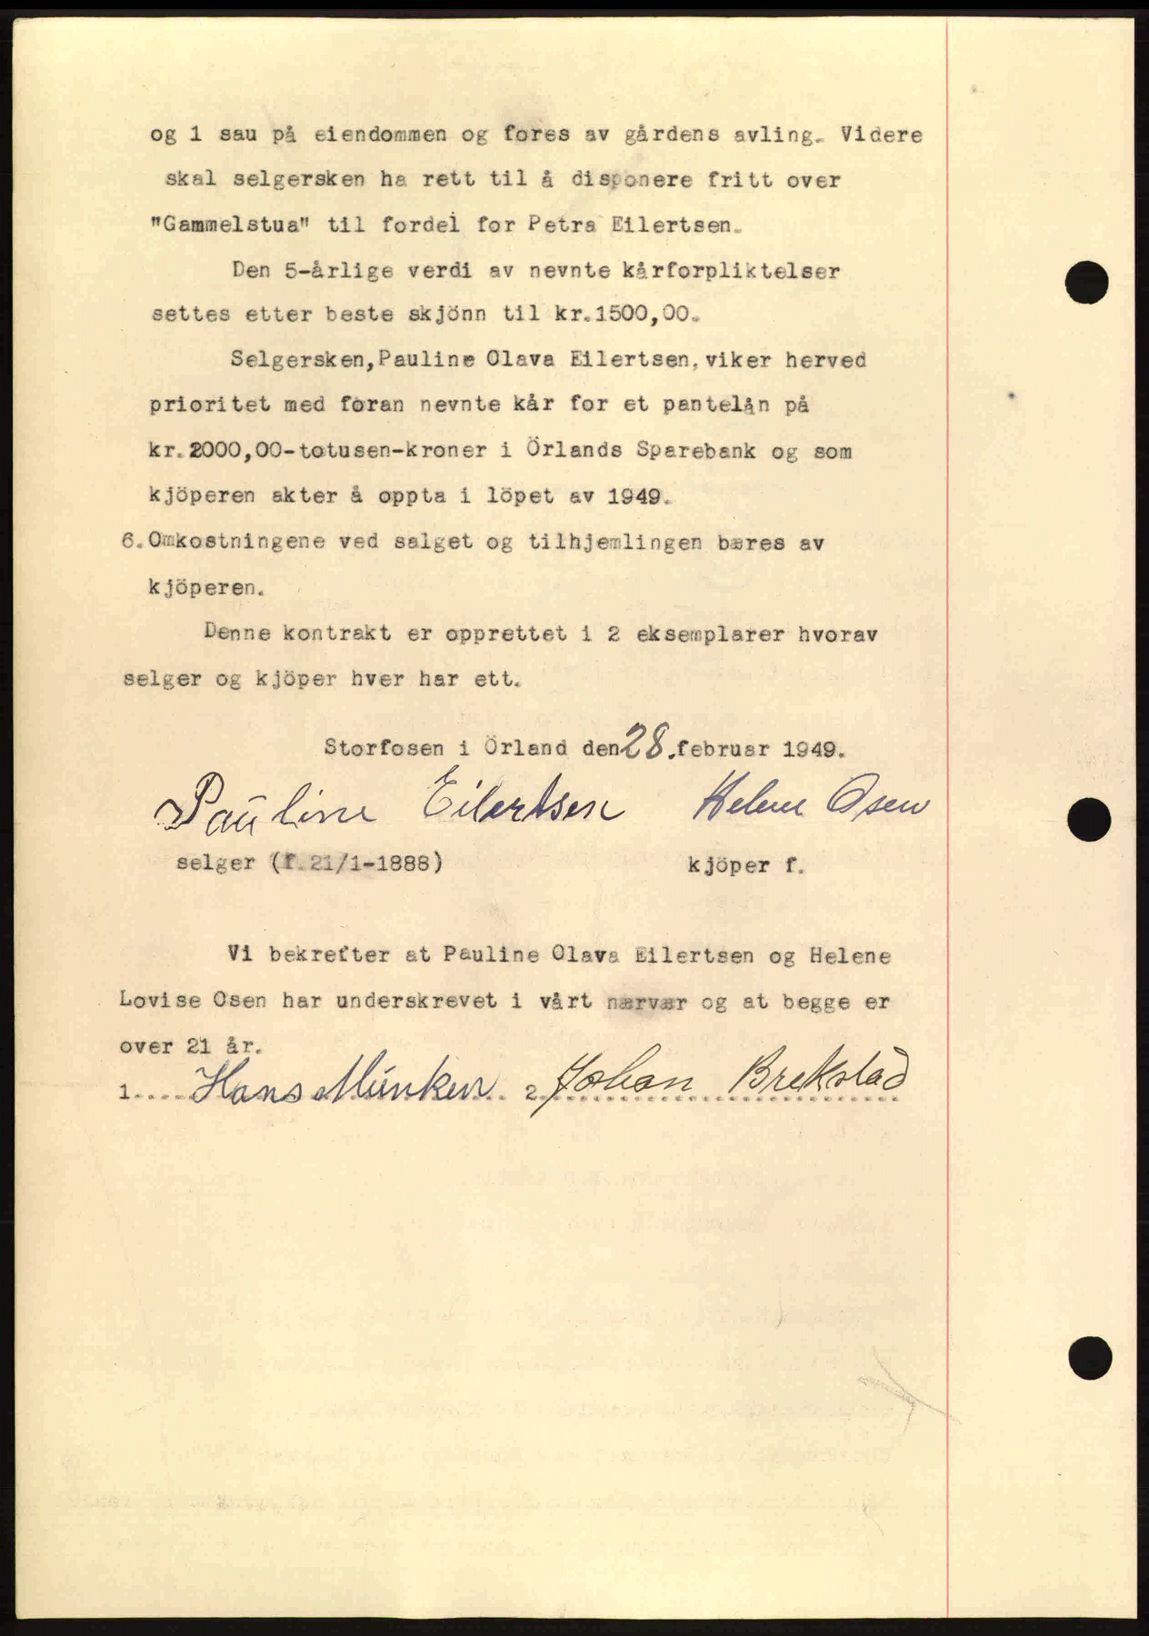 og 1 sau på eiendommen og fores av gårdens avling. Videre
skal selgersken ha rett til å disponere fritt over
"Gammelstua" til fordel for Petra Eilertsen.
Den 5-årlige verdi av nevnte kårforpliktelser
settes etter beste skjönn til kr.1500,00.
Selgersken,Pauline Olava Eilertsen,viker herved
prioritet med foran nevnte kår for et pantelån på
kr.2000,00-totusen-kroner i Örlands Sparebank og som
kjöperen akter å oppta i löpet av 1949.
6.Omkostningene ved salget og tilhjemlingen bæres av
kjöperen.
Denne kontrakt er opprettet i 2 eksemplarer hvorav
selger og kjöper hver har ett.
Storfosen i Örland den 28. februar 1949.
Pauline Eilertsen Helene Osen
selger (f.21/1-1888) kjöper f.
Vi bekrefter at Pauline Olava Eilertsen og Helene
Lovise Osen har underskrevet i vårt nærvær og at begge er
over 21 år.
1....Hans Munken 2.Johan Brekstad